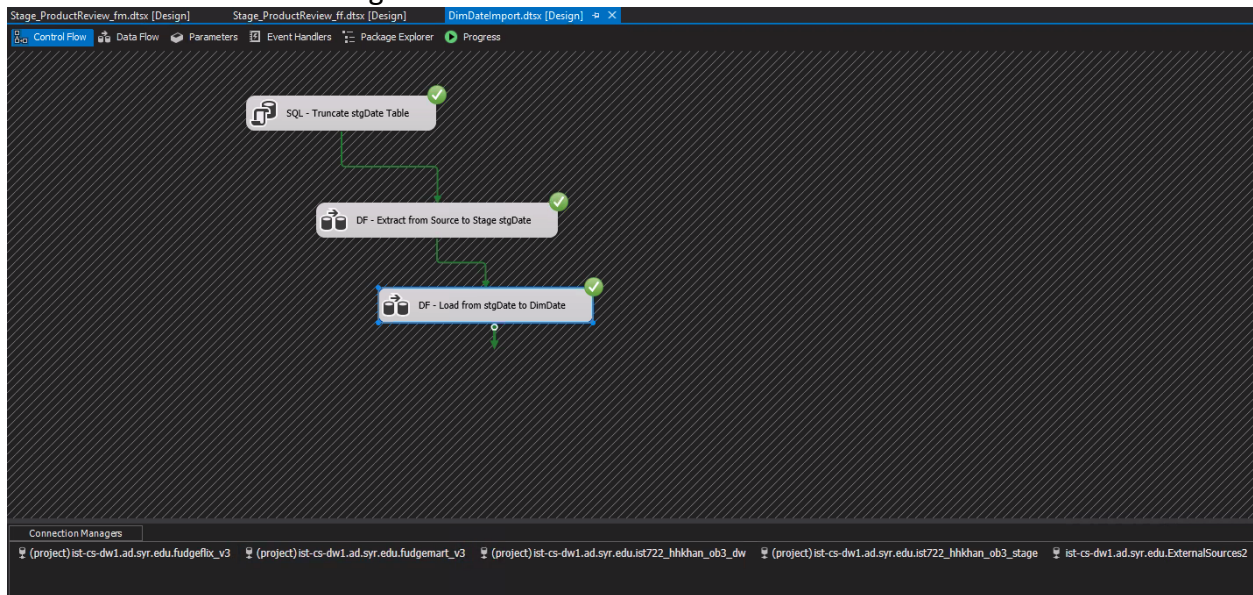 Stage_ProductReview_fm.dtsx [Design] Stage_ProductReview_ff.dtsx [Design] DimDateImport.dtsx [Design]
Control Flow Data Flow Parameters Event Handlers Package Explorer Progress
SQL - Truncate stgDate Table
DF - Extract from Source to Stage stgDate
DF - Load from stgDate to DimDate
Connection Managers
(project) ist-cs-dw1.ad.syr.edu.fudgeflix_v3 (project) ist-cs-dw1.ad.syr.edu.fudgemart_v3 (project) ist-cs-dw1.ad.syr.edu.ist722_hhkhan_ob3_dw (project) ist-cs-dw1.ad.syr.edu.ist722_hhkhan_ob3_stage ist-cs-dw1.ad.syr.edu.ExternalSources2